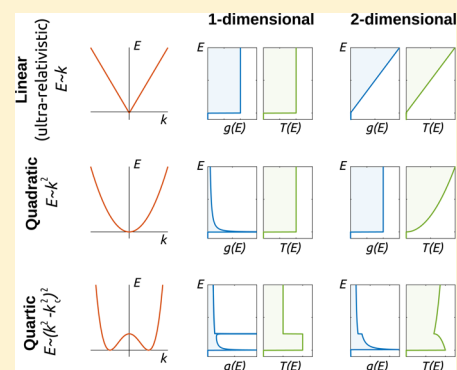 1-dimensional 2-dimensional
Linear
(ultra-relativistic)
E~k
E
k
E
g(E) T(E)
E
g(E) T(E)
Quadratic
E~k²
E
k
E
g(E) T(E)
E
g(E) T(E)
Quartic
E~(k²-k꜀²)²
E
k
E
g(E) T(E)
E
g(E) T(E)